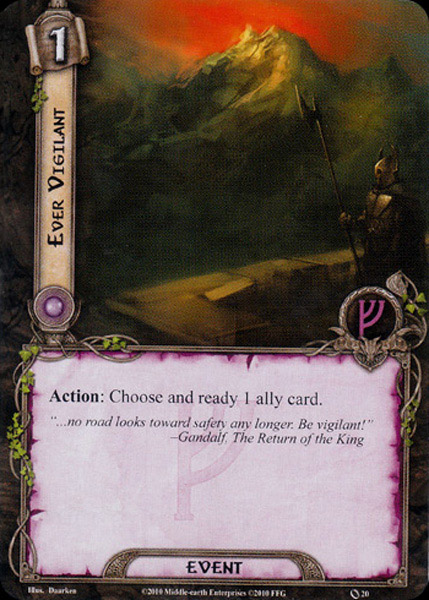 1
Ever Vigilant
Action: Choose and ready 1 ally card.
“...no road looks toward safety any longer. Be vigilant!”
–Gandalf, The Return of the King
EVENT
Illus. Daarken
©2010 Middle-earth Enterprises ©2010 FFG
20